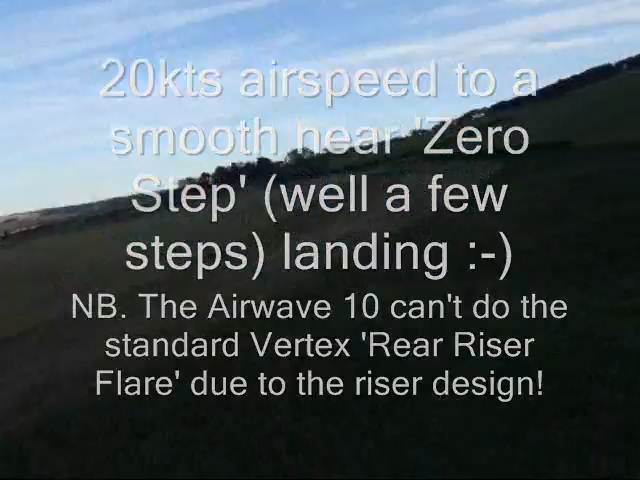 20kts airspeed to a
smooth near 'Zero
Step' (well a few
steps) landing :-)
NB. The Airwave 10 can't do the
standard Vertex 'Rear Riser
Flare' due to the riser design!